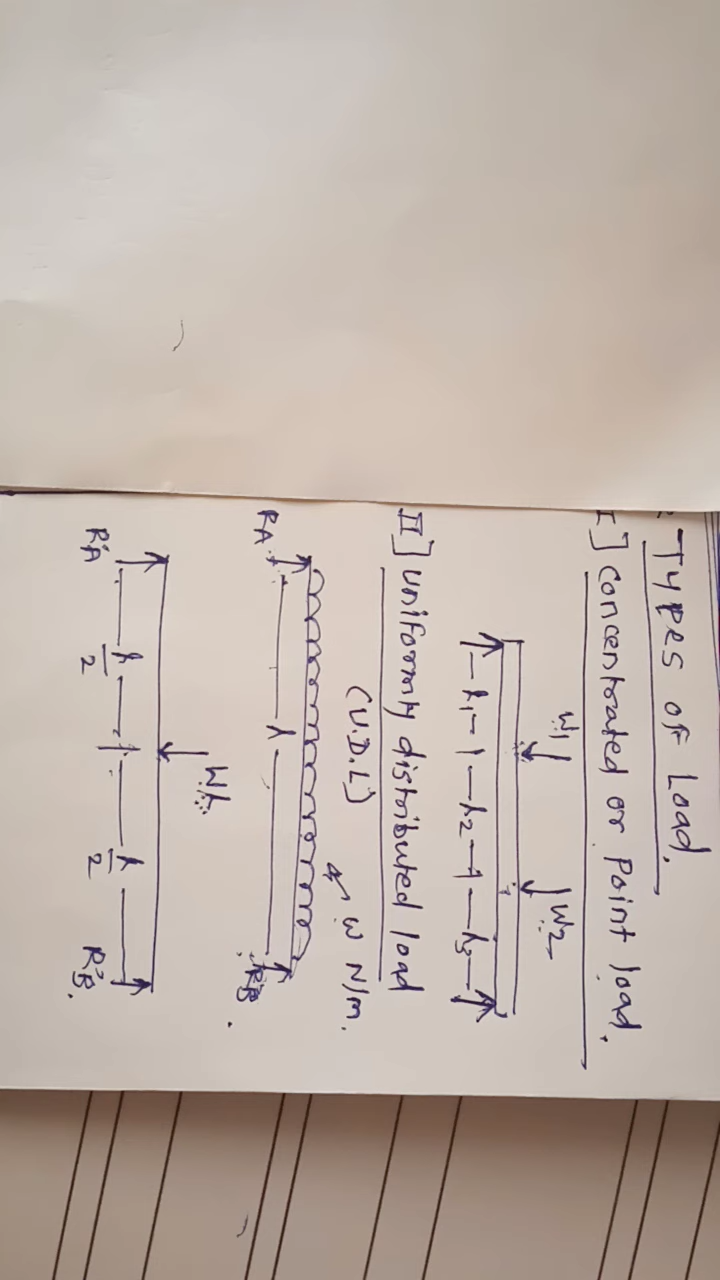 Types of Load.
I] concentrated or point load.
W1 W2
l1 l2 l3
II] uniformly distributed load
(U.D.L)
w N/m.
RA l RB
Wl
l/2 l/2
RA RB.